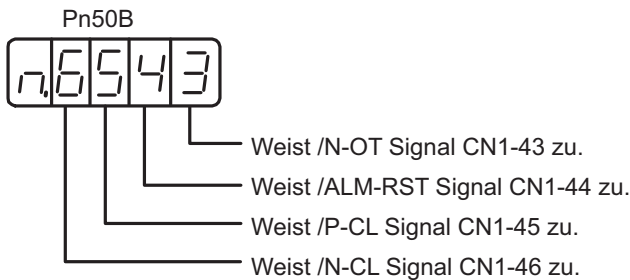 Pn50B
n.6543
Weist /N-OT Signal CN1-43 zu.
Weist /ALM-RST Signal CN1-44 zu.
Weist /P-CL Signal CN1-45 zu.
Weist /N-CL Signal CN1-46 zu.